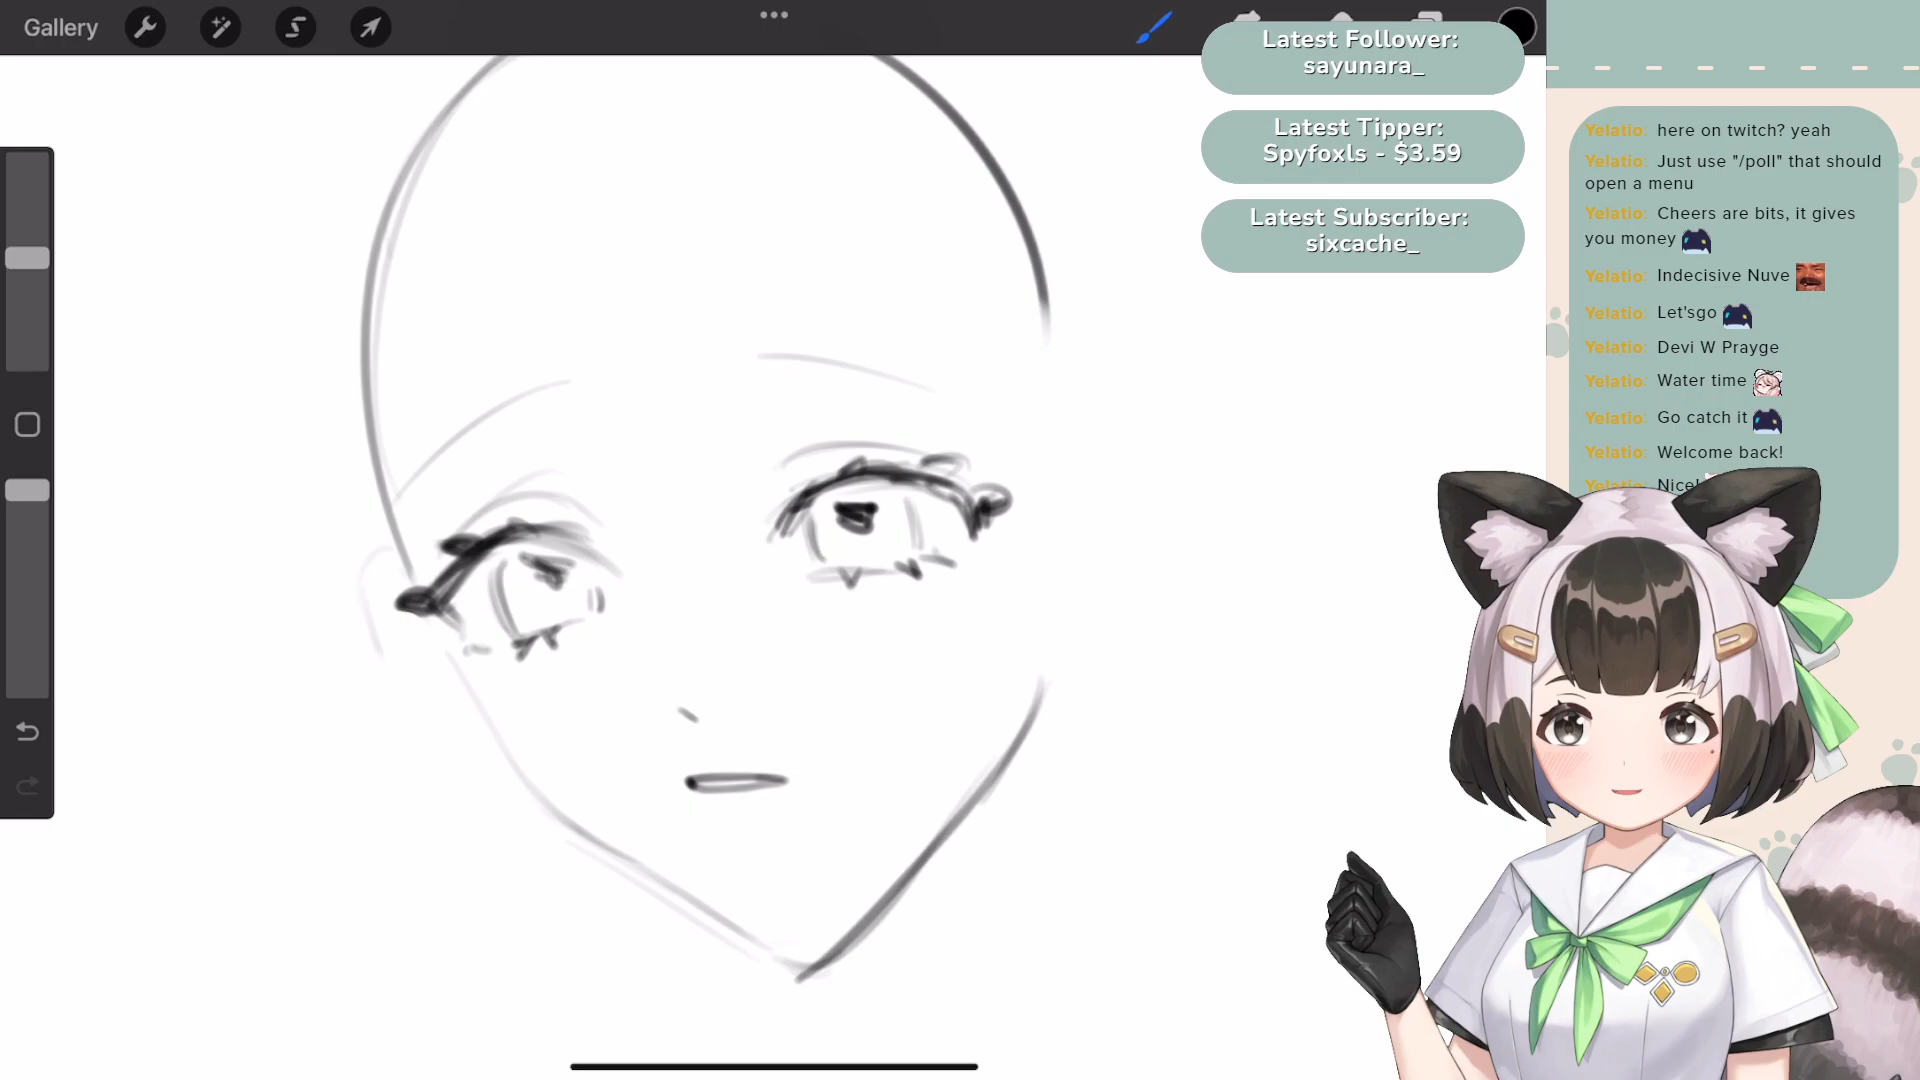 Gallery
Latest Follower:
sayunara_
Latest Tipper:
Spyfoxls - $3.59
Latest Subscriber:
sixcache_
Yelatio: here on twitch? yeah
Yelatio: Just use "/poll" that should
open a menu
Yelatio: Cheers are bits, it gives
you money
Yelatio: Indecisive Nuve
Yelatio: Let'sgo
Yelatio: Devi W Prayge
Yelatio: Water time
Yelatio: Go catch it
Yelatio: Welcome back!
Yelatio: Nice!